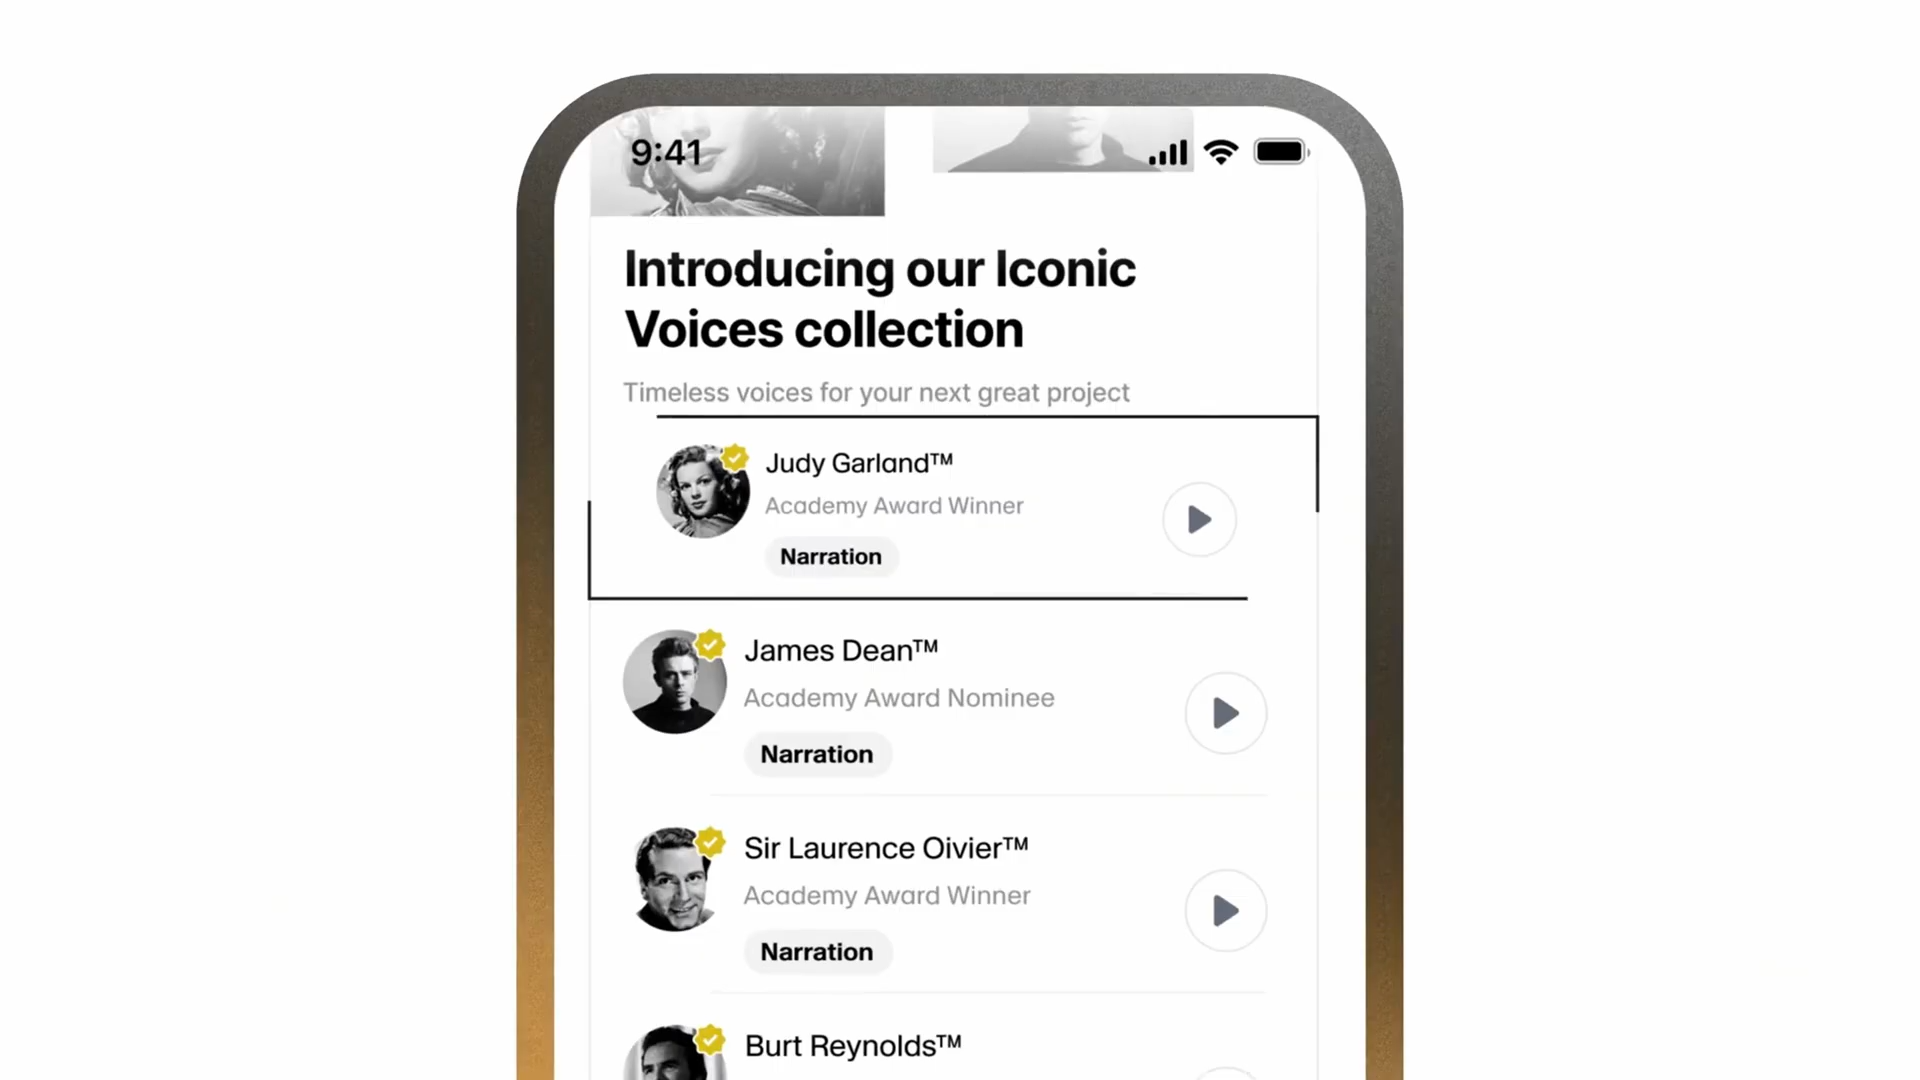 9:41
Introducing our Iconic
Voices collection
Timeless voices for your next great project
Judy Garland™
Academy Award Winner
Narration
James Dean™
Academy Award Nominee
Narration
Sir Laurence Oivier™
Academy Award Winner
Narration
Burt Reynolds™